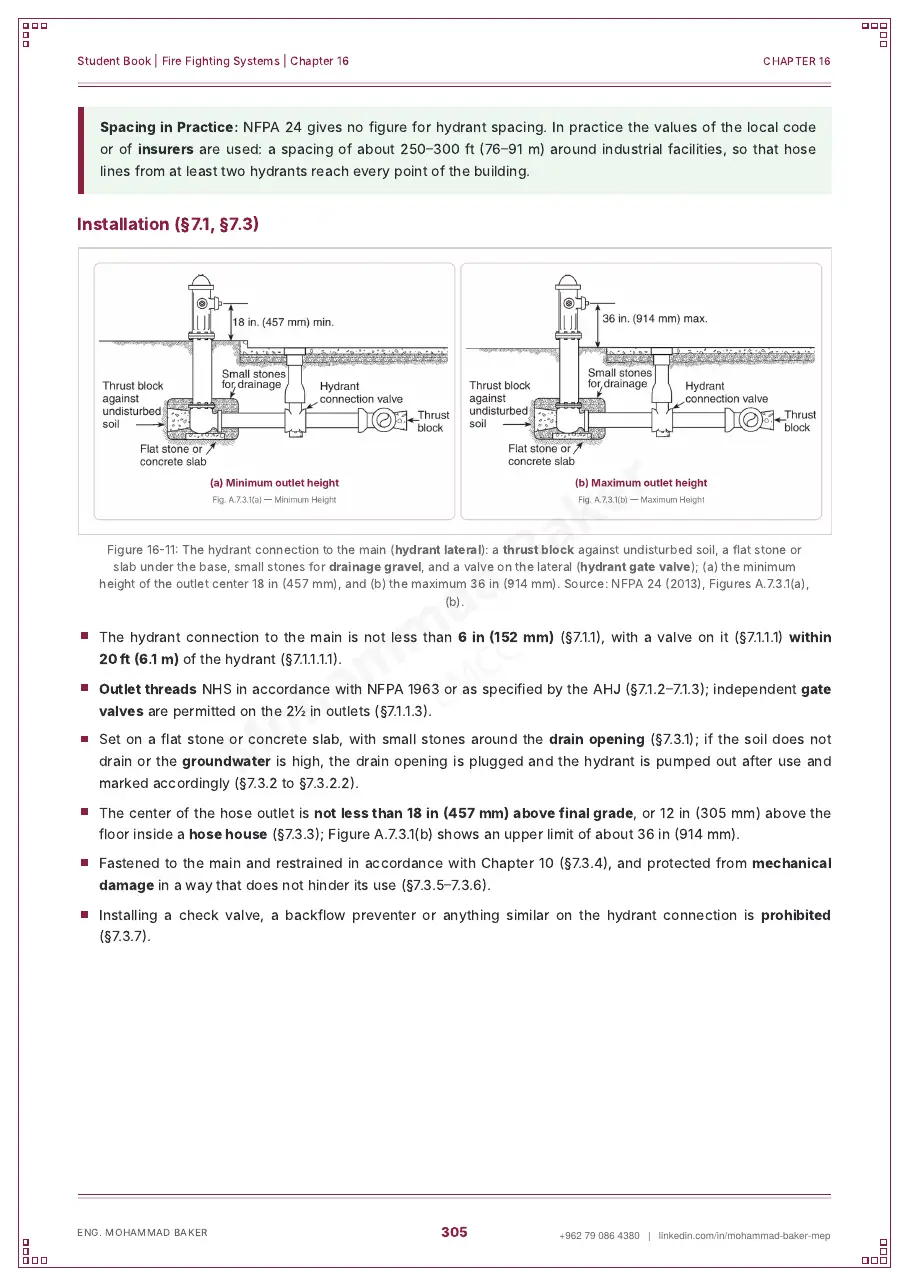 Student Book | Fire Fighting Systems | Chapter 16
CHAPTER 16
Spacing in Practice: NFPA 24 gives no figure for hydrant spacing. In practice the values of the local code
or of insurers are used: a spacing of about 250–300 ft (76–91 m) around industrial facilities, so that hose
lines from at least two hydrants reach every point of the building.
Installation (§7.1, §7.3)
18 in. (457 mm) min.
Small stones
for drainage
Thrust block
against
undisturbed
soil
Hydrant
connection valve
Thrust
block
Flat stone or
concrete slab
(a) Minimum outlet height
Fig. A.7.3.1(a) — Minimum Height
36 in. (914 mm) max.
Small stones
for drainage
Thrust block
against
undisturbed
soil
Hydrant
connection valve
Thrust
block
Flat stone or
concrete slab
(b) Maximum outlet height
Fig. A.7.3.1(b) — Maximum Height
Figure 16-11: The hydrant connection to the main (hydrant lateral): a thrust block against undisturbed soil, a flat stone or
slab under the base, small stones for drainage gravel, and a valve on the lateral (hydrant gate valve); (a) the minimum
height of the outlet center 18 in (457 mm), and (b) the maximum 36 in (914 mm). Source: NFPA 24 (2013), Figures A.7.3.1(a),
(b).
The hydrant connection to the main is not less than 6 in (152 mm) (§7.1.1), with a valve on it (§7.1.1.1) within
20 ft (6.1 m) of the hydrant (§7.1.1.1.1).
Outlet threads NHS in accordance with NFPA 1963 or as specified by the AHJ (§7.1.2–7.1.3); independent gate
valves are permitted on the 2½ in outlets (§7.1.1.3).
Set on a flat stone or concrete slab, with small stones around the drain opening (§7.3.1); if the soil does not
drain or the groundwater is high, the drain opening is plugged and the hydrant is pumped out after use and
marked accordingly (§7.3.2 to §7.3.2.2).
The center of the hose outlet is not less than 18 in (457 mm) above final grade, or 12 in (305 mm) above the
floor inside a hose house (§7.3.3); Figure A.7.3.1(b) shows an upper limit of about 36 in (914 mm).
Fastened to the main and restrained in accordance with Chapter 10 (§7.3.4), and protected from mechanical
damage in a way that does not hinder its use (§7.3.5–7.3.6).
Installing a check valve, a backflow preventer or anything similar on the hydrant connection is prohibited
(§7.3.7).
ENG. MOHAMMAD BAKER
305
+962 79 086 4380 | linkedin.com/in/mohammad-baker-mep